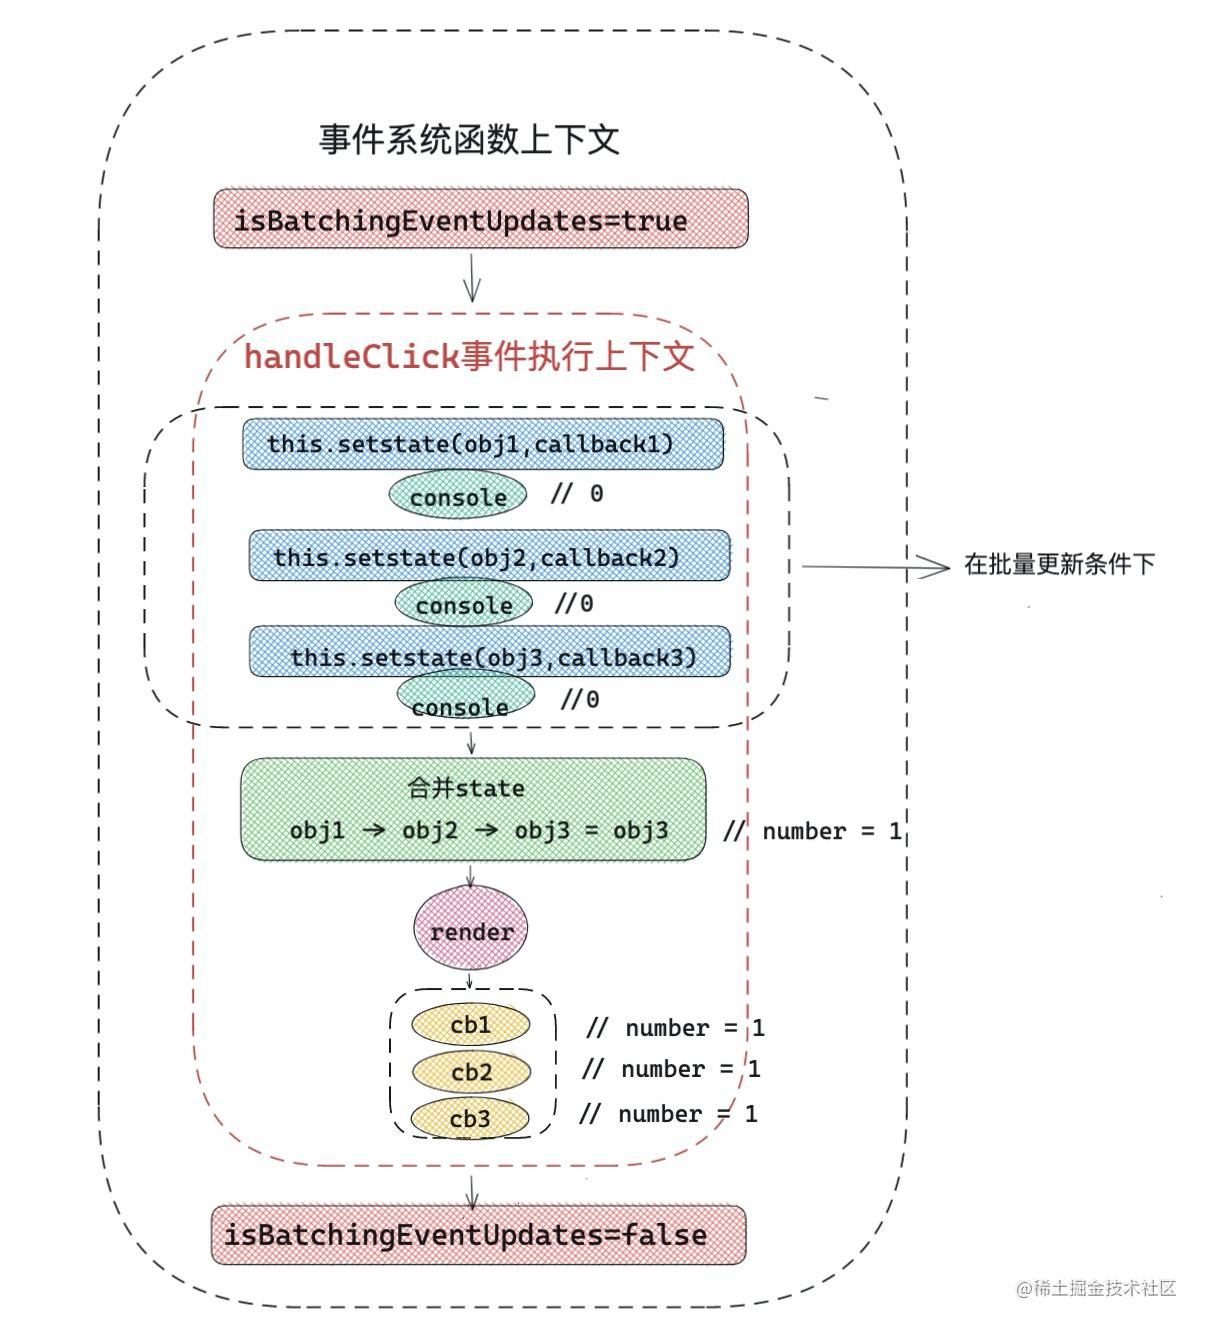 事件系统函数上下文
isBatchingEventUpdates=true
handleClick事件执行上下文
this.setstate(obj1,callback1)
console // 0
this.setstate(obj2,callback2)
在批量更新条件下
console //0
this.setstate(obj3,callback3)
console //0
合并state
obj1 → obj2 → obj3 = obj3 // number = 1
render
cb1 // number = 1
cb2 // number = 1
cb3 // number = 1
isBatchingEventUpdates=false
@稀土掘金技术社区